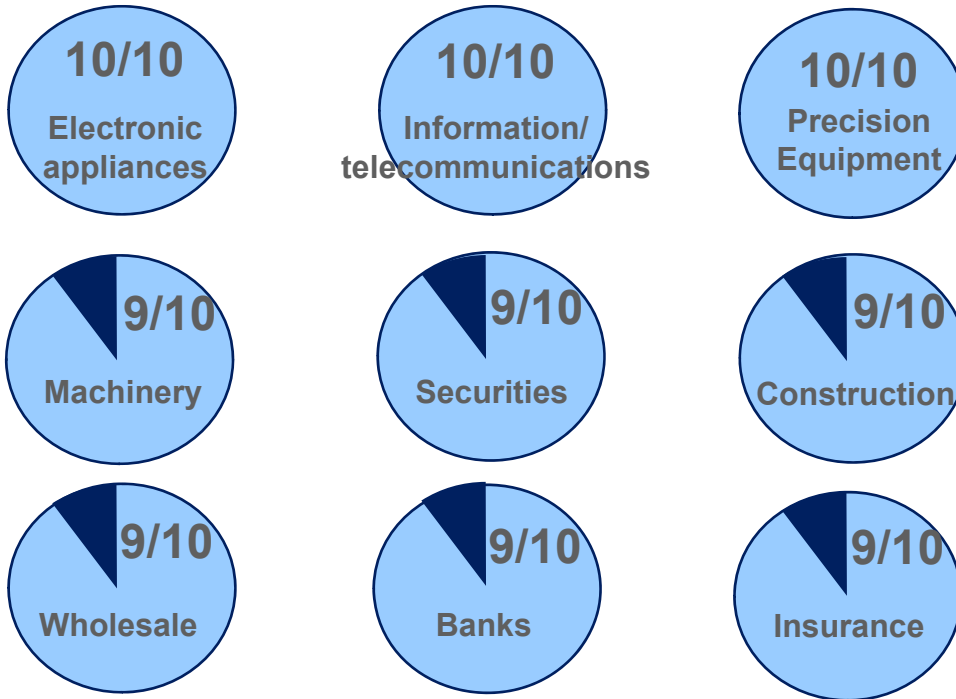 10/10
Electronic
appliances
10/10
Information/
telecommunications
10/10
Precision
Equipment
9/10
Machinery
9/10
Securities
9/10
Construction
9/10
Wholesale
9/10
Banks
9/10
Insurance